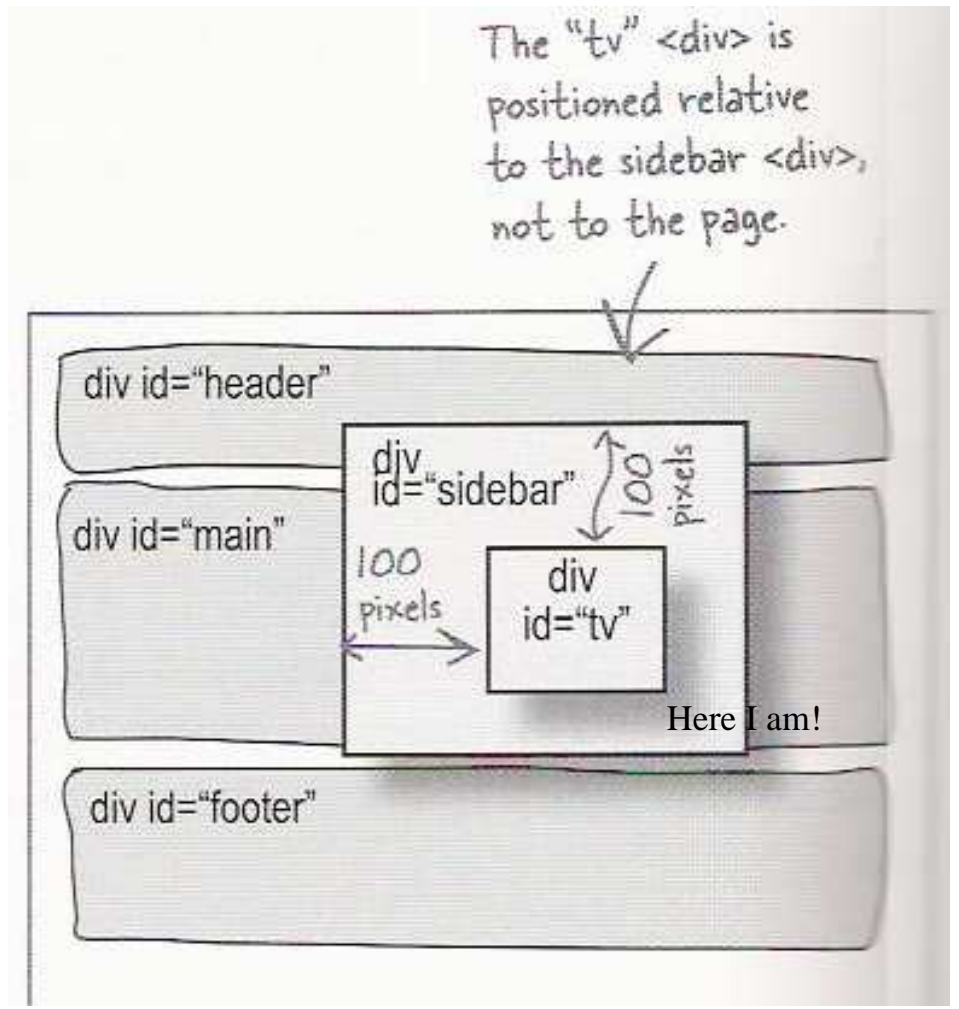 The “tv” <div> is
positioned relative
to the sidebar <div>,
not to the page.
div id=“header”
div
id=“sidebar”
100
pixels
div id=“main”
100
pixels
div
id=“tv”
Here I am!
div id=“footer”